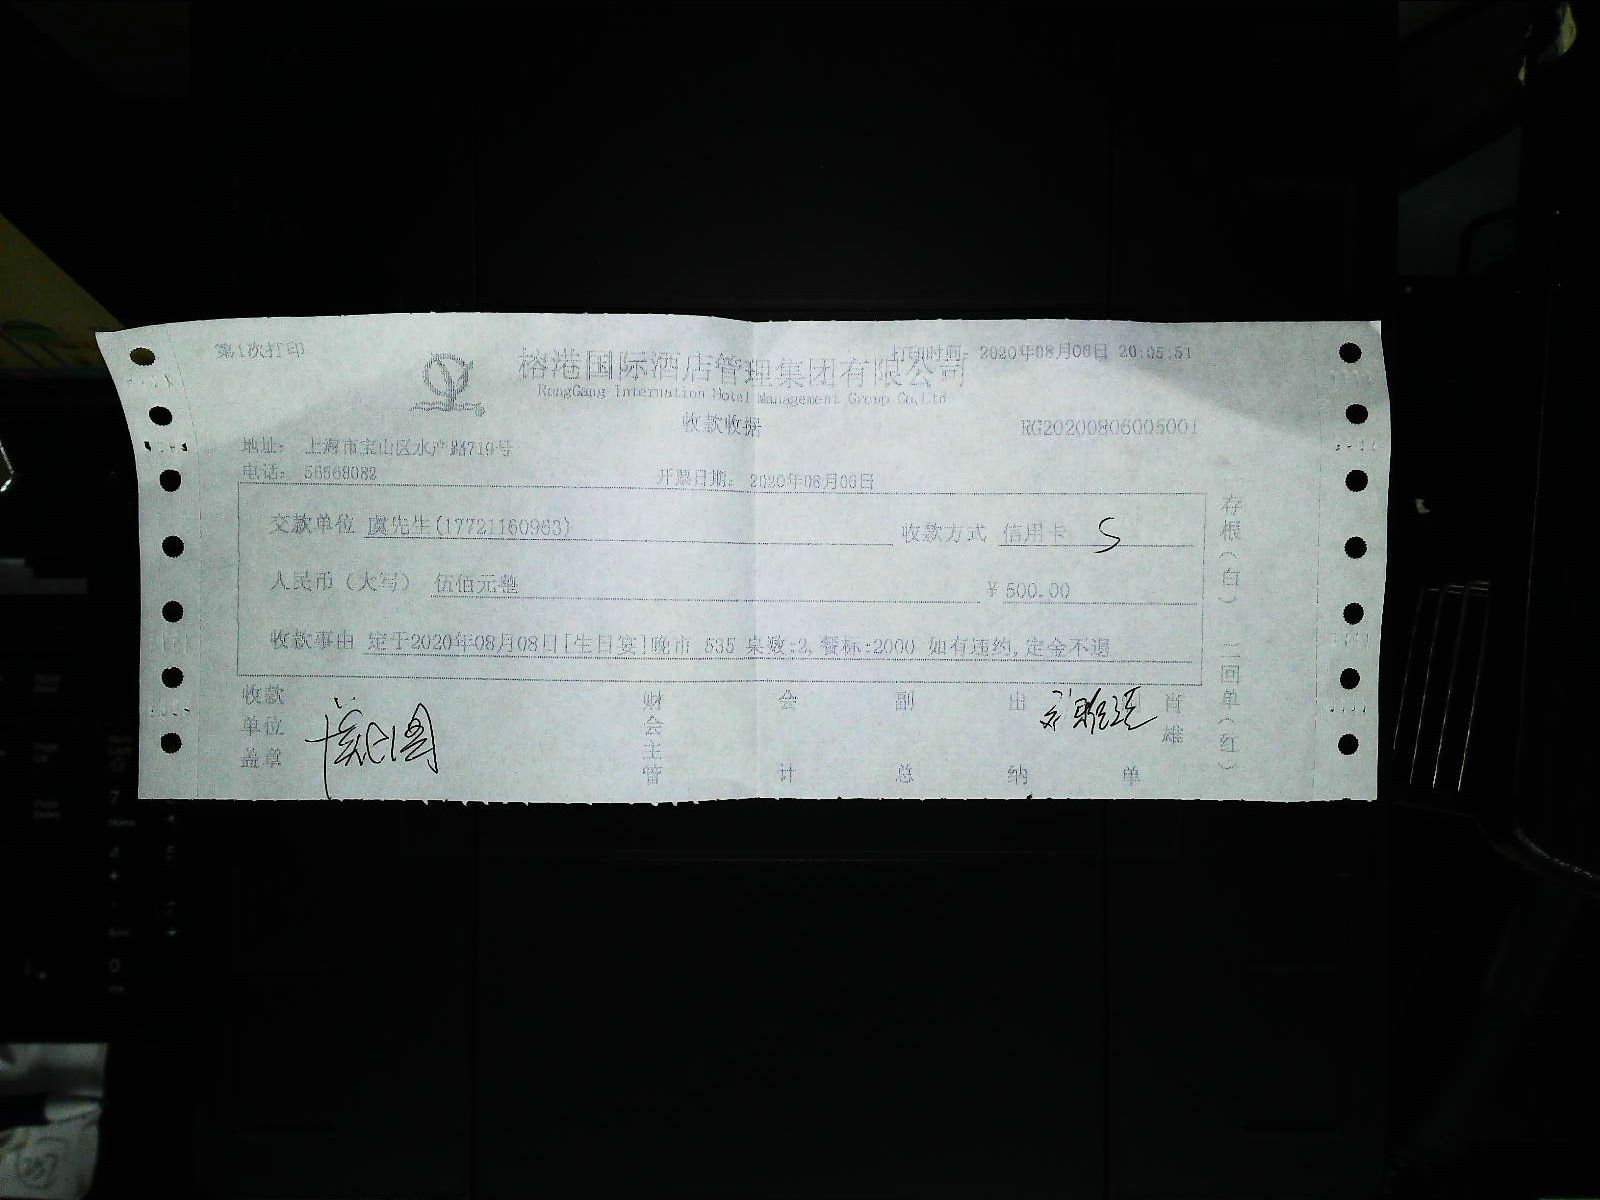 第1次打印
打印时间：2020年08月06日 20:05:51
榕港国际酒店管理集团有限公司
RongGang Internation Hotel Management Group Co,Ltd
收款收据
RG20200806005001
地址： 上海市宝山区水产路719号
电话： 56568082 开票日期： 2020年08月06日
交款单位 虞先生(17721160963) 收款方式 信用卡 S
人民币（大写） 伍佰元整 ￥500.00
收款事由 定于2020年08月08日[生日宴]晚市 535 桌数:2,餐标:2000 如有违约,定金不退
存根(白) 二回单(红)
收款单位盖章
财会主管
会计
副总
出纳
单
肖雄